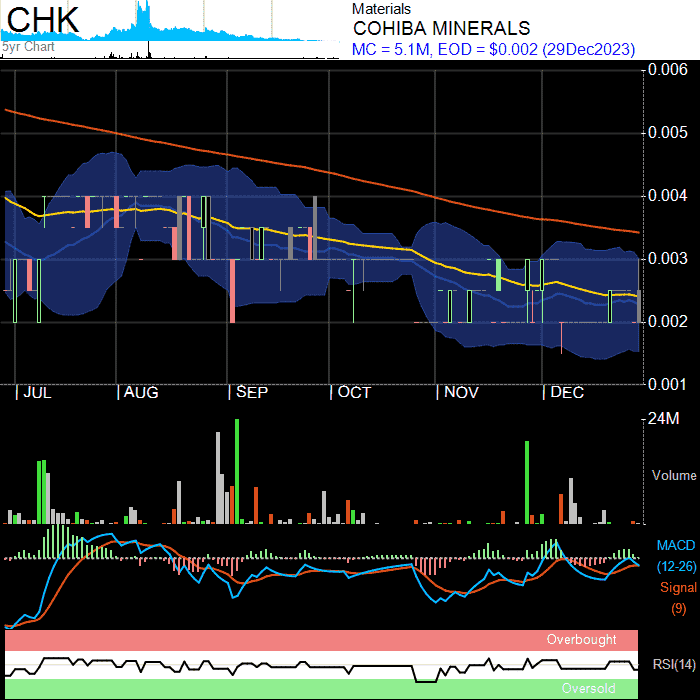 CHK
5yr Chart
Materials
COHIBA MINERALS
MC = 5.1M, EOD = $0.002 (29Dec2023)
0.006
0.005
0.004
0.003
0.002
0.001
JUL
AUG
SEP
OCT
NOV
DEC
24M
Volume
MACD
(12-26)
Signal
(9)
Overbought
RSI(14)
Oversold